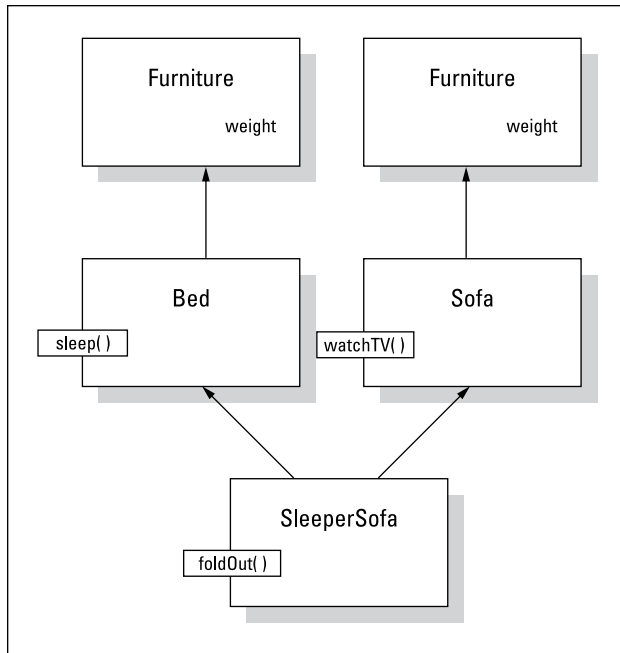 Furniture
weight
Furniture
weight
Bed
sleep( )
Sofa
watchTV( )
SleeperSofa
foldOut( )